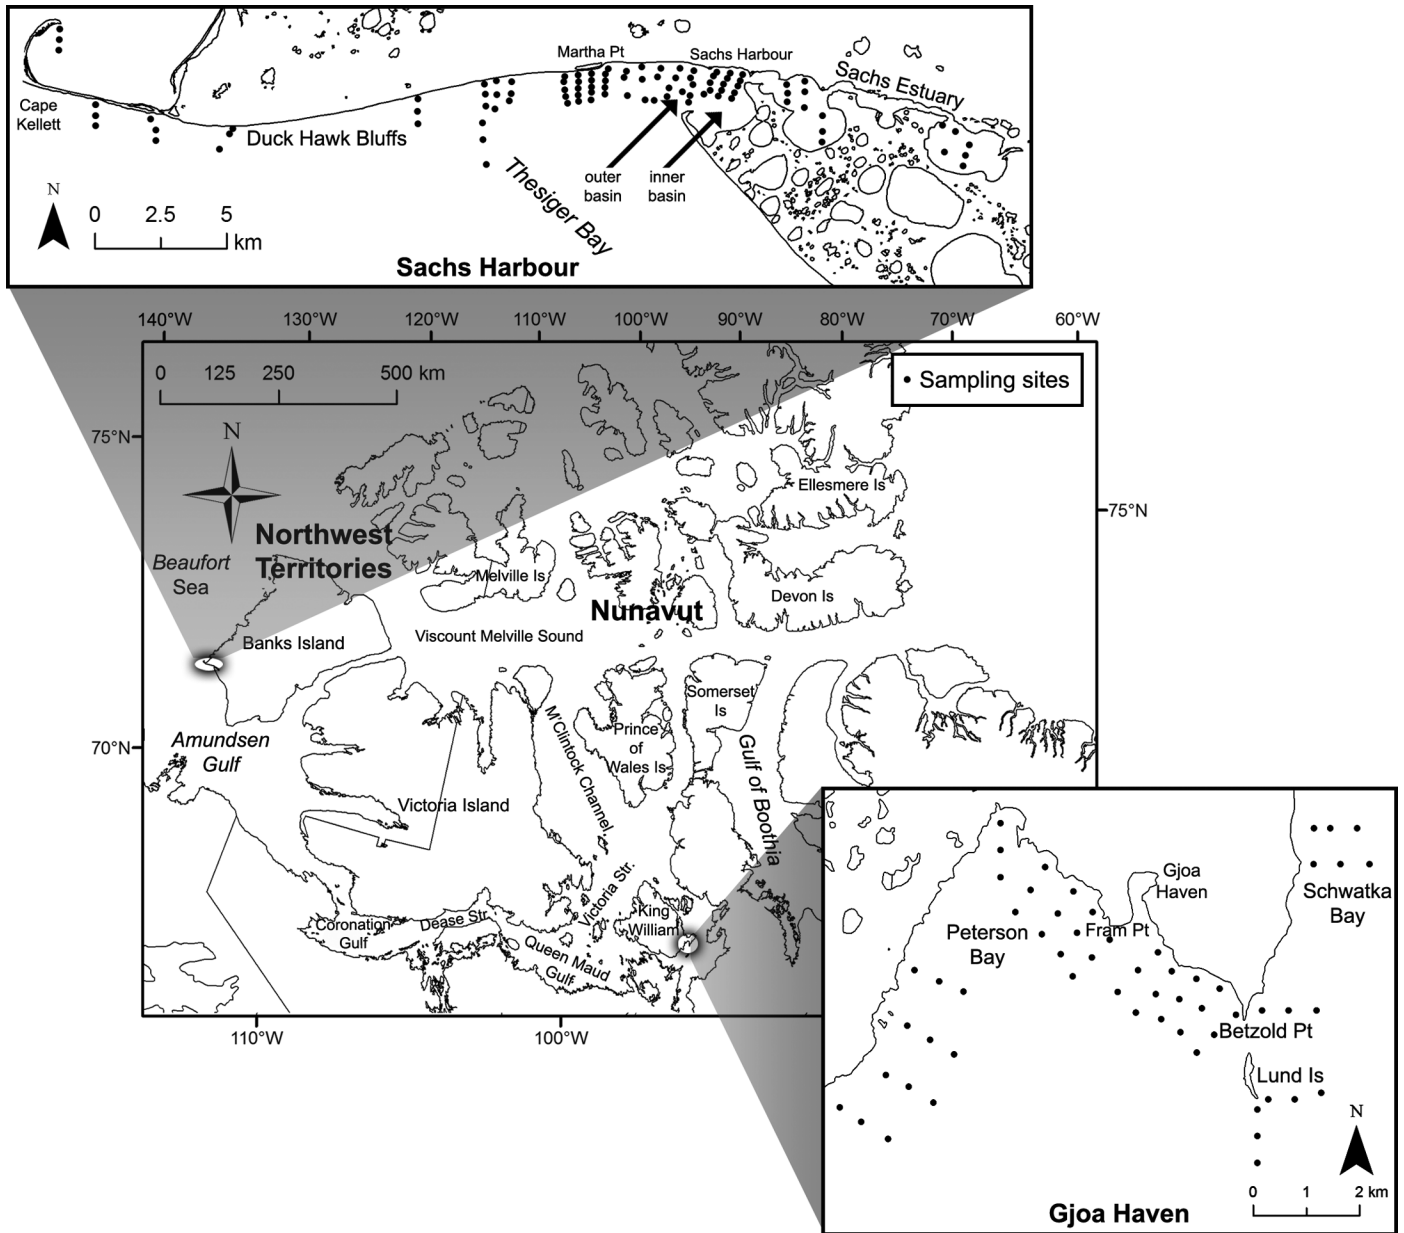 Martha Pt
Sachs Harbour
Sachs Estuary
Cape
Kellett
Duck Hawk Bluffs
outer
basin
inner
basin
Thesiger Bay
N
0 2.5 5
km
Sachs Harbour
140°W 130°W 120°W 110°W 100°W 90°W 80°W 70°W 60°W
0 125 250 500 km
• Sampling sites
N
75°N
75°N
Ellesmere Is
Northwest
Territories
Beaufort
Sea
Melville Is
Devon Is
Nunavut
Banks Island
Viscount Melville Sound
Somerset
Is
Prince
of
Wales Is
M'Clintock Channel
Gulf of Boothia
Amundsen
Gulf
70°N
Victoria Island
Victoria Str.
King
William
Coronation
Gulf
Dease Str.
Queen Maud
Gulf
110°W 100°W
Gjoa
Haven
Schwatka
Bay
Peterson
Bay
Fram Pt
Betzold Pt
Lund Is
N
0 1 2 km
Gjoa Haven